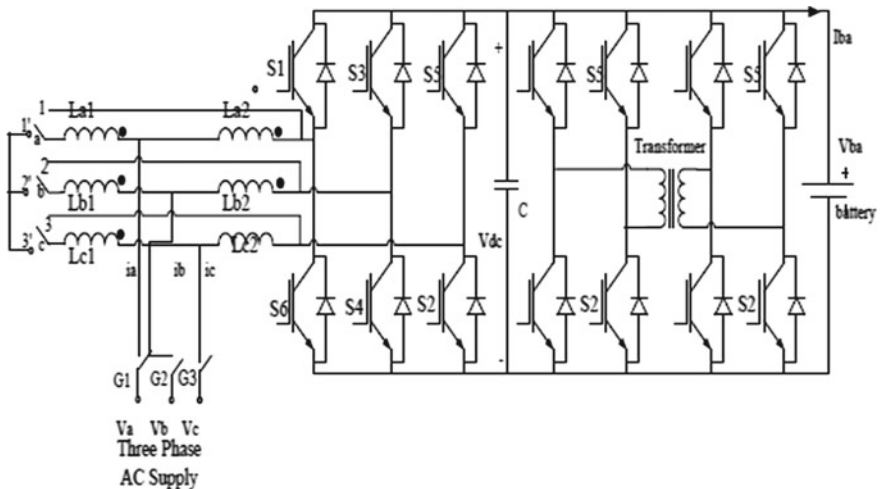 Iba
S1 S3 S5 S5 S5
+
1 La1 La2
1' a
Transformer
Vba
2
2' b
+
Lb1 Lb2
C
battery
3
3' c
Lc1 Lc2
Vdc
ia ib ic
S6 S4 S2 S2 S2
-
G1 G2 G3
Va Vb Vc
Three Phase
AC Supply